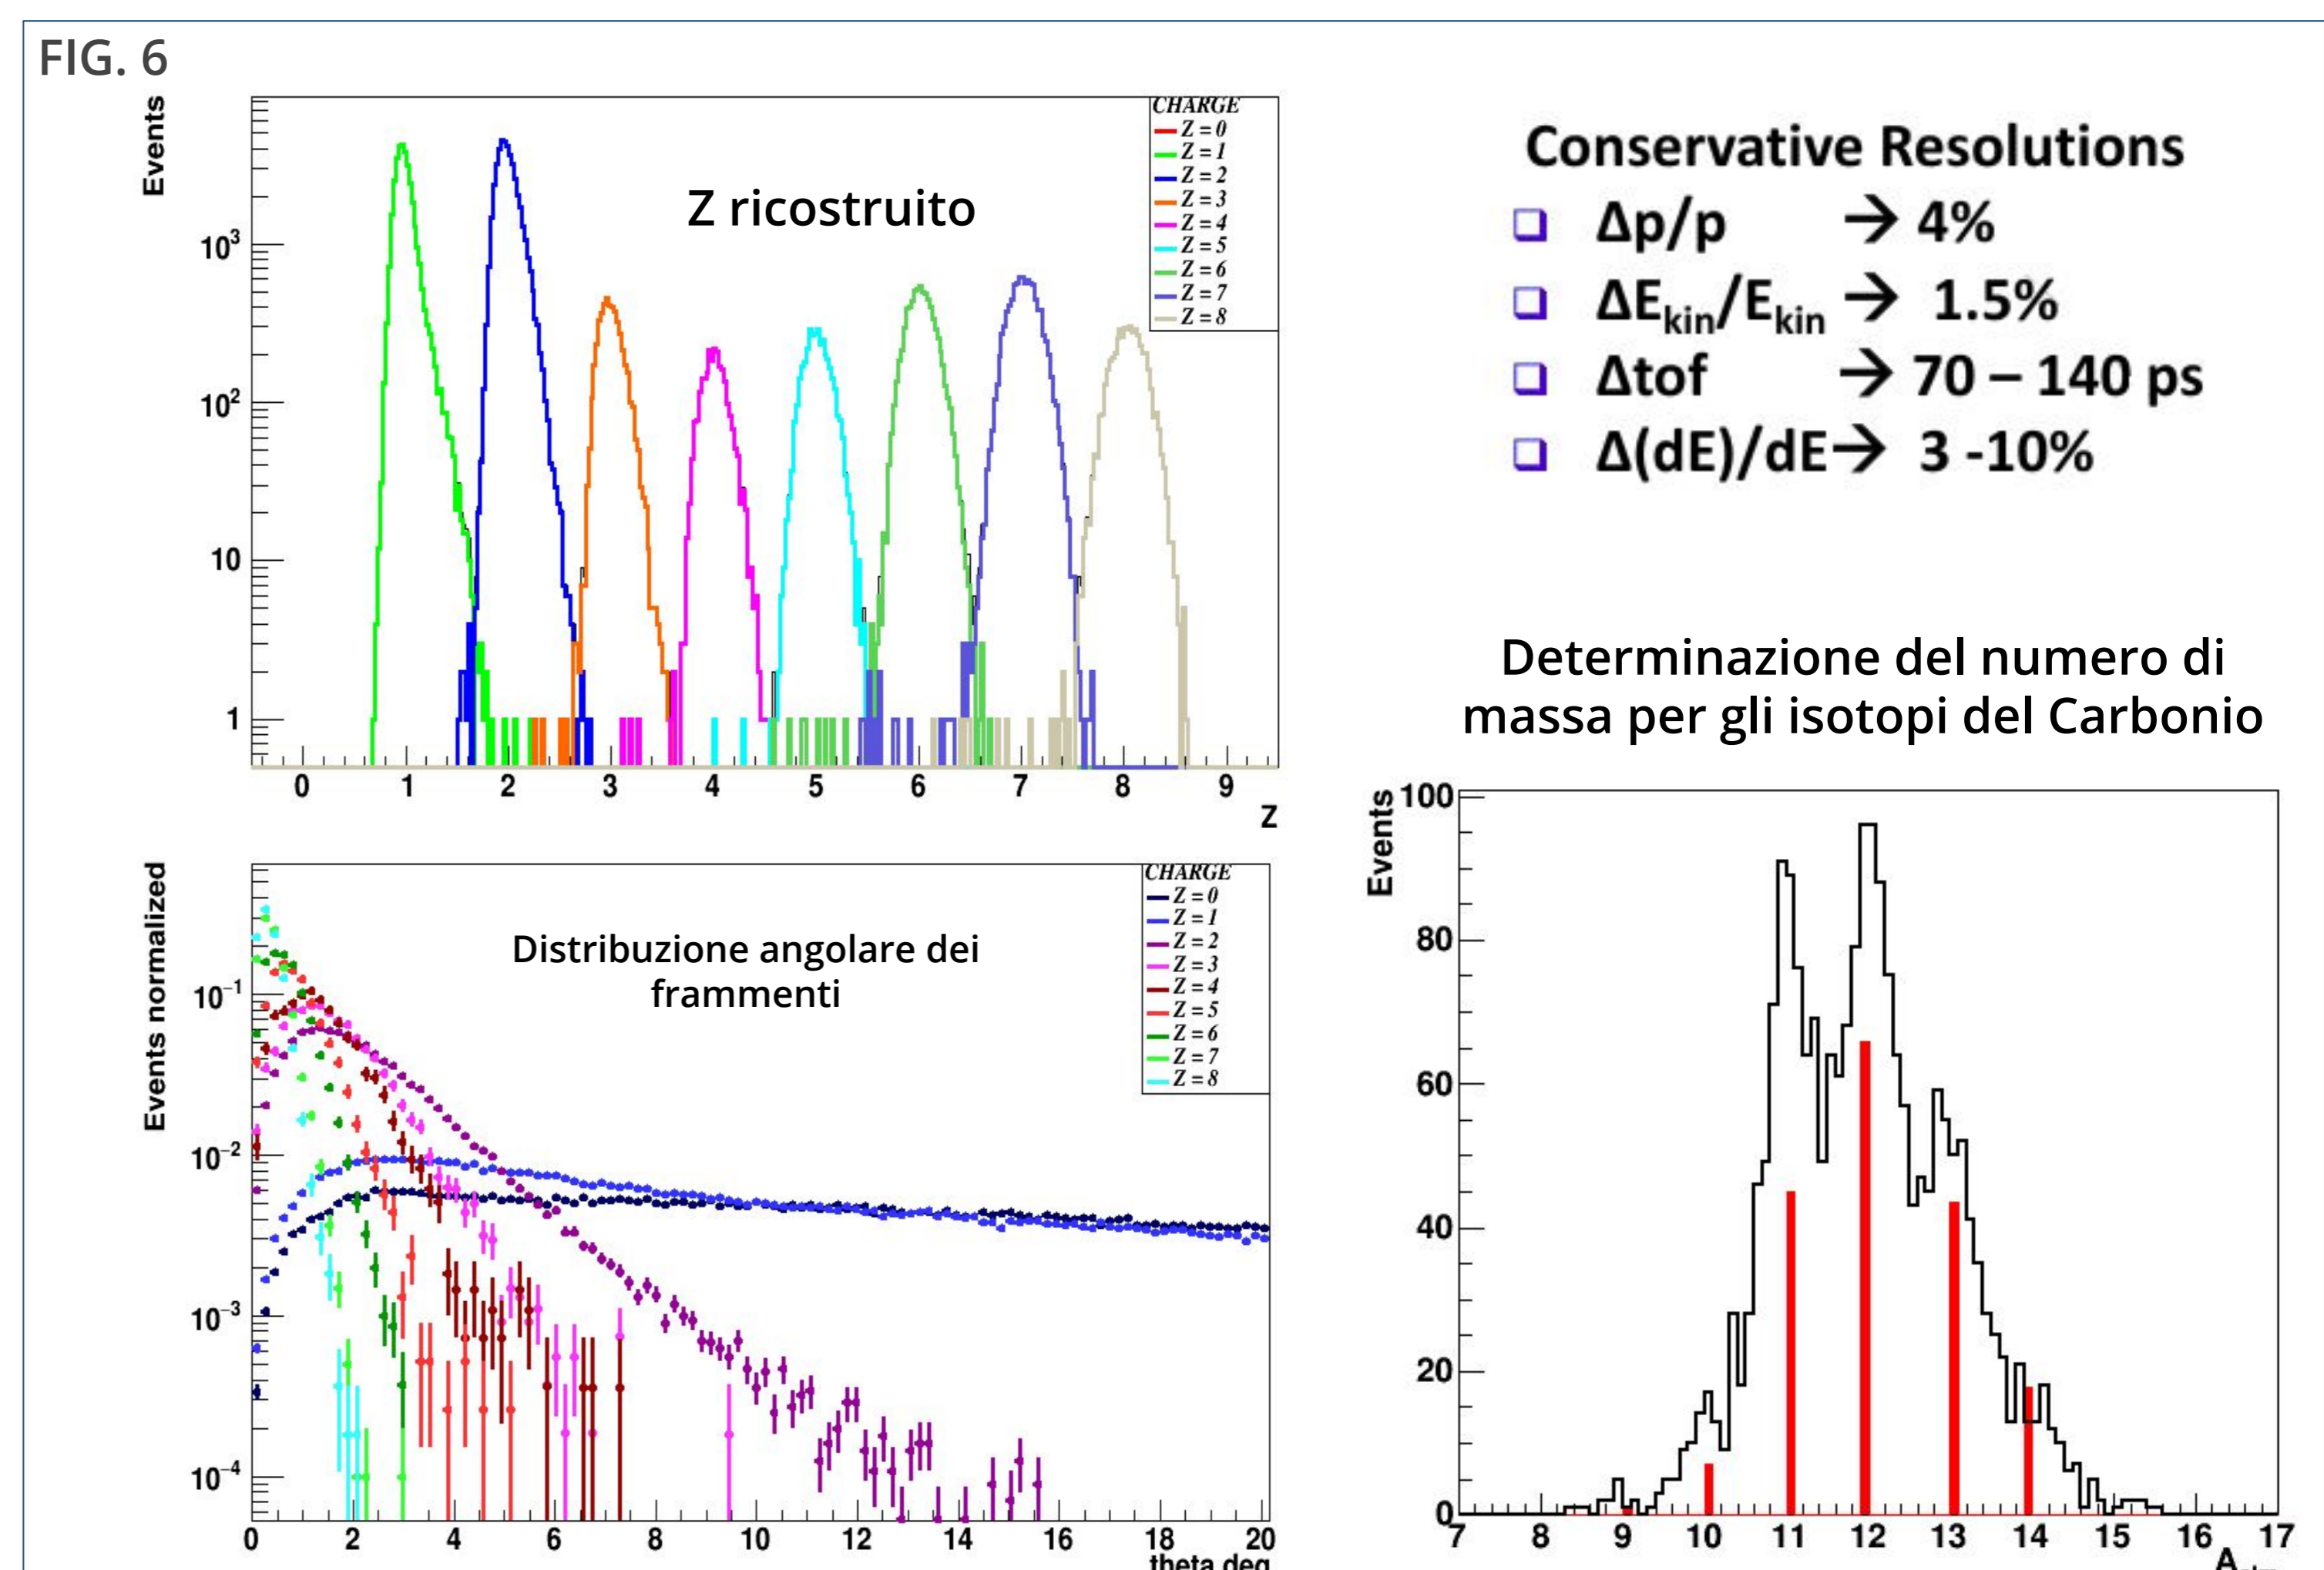 FIG. 6
Events
Z ricostruito
CHARGE
Z = 0
Z = 1
Z = 2
Z = 3
Z = 4
Z = 5
Z = 6
Z = 7
Z = 8
10³
10²
10
1
0 1 2 3 4 5 6 7 8 9
Z
Conservative Resolutions
Δp/p → 4%
ΔEkin/Ekin → 1.5%
Δtof → 70 – 140 ps
Δ(dE)/dE→ 3 -10%
Events normalized
Distribuzione angolare dei
frammenti
CHARGE
Z = 0
Z = 1
Z = 2
Z = 3
Z = 4
Z = 5
Z = 6
Z = 7
Z = 8
10⁻¹
10⁻²
10⁻³
10⁻⁴
0 2 4 6 8 10 12 14 16 18 20
theta deg
Determinazione del numero di
massa per gli isotopi del Carbonio
Events
100
80
60
40
20
0
7 8 9 10 11 12 13 14 15 16 17
A